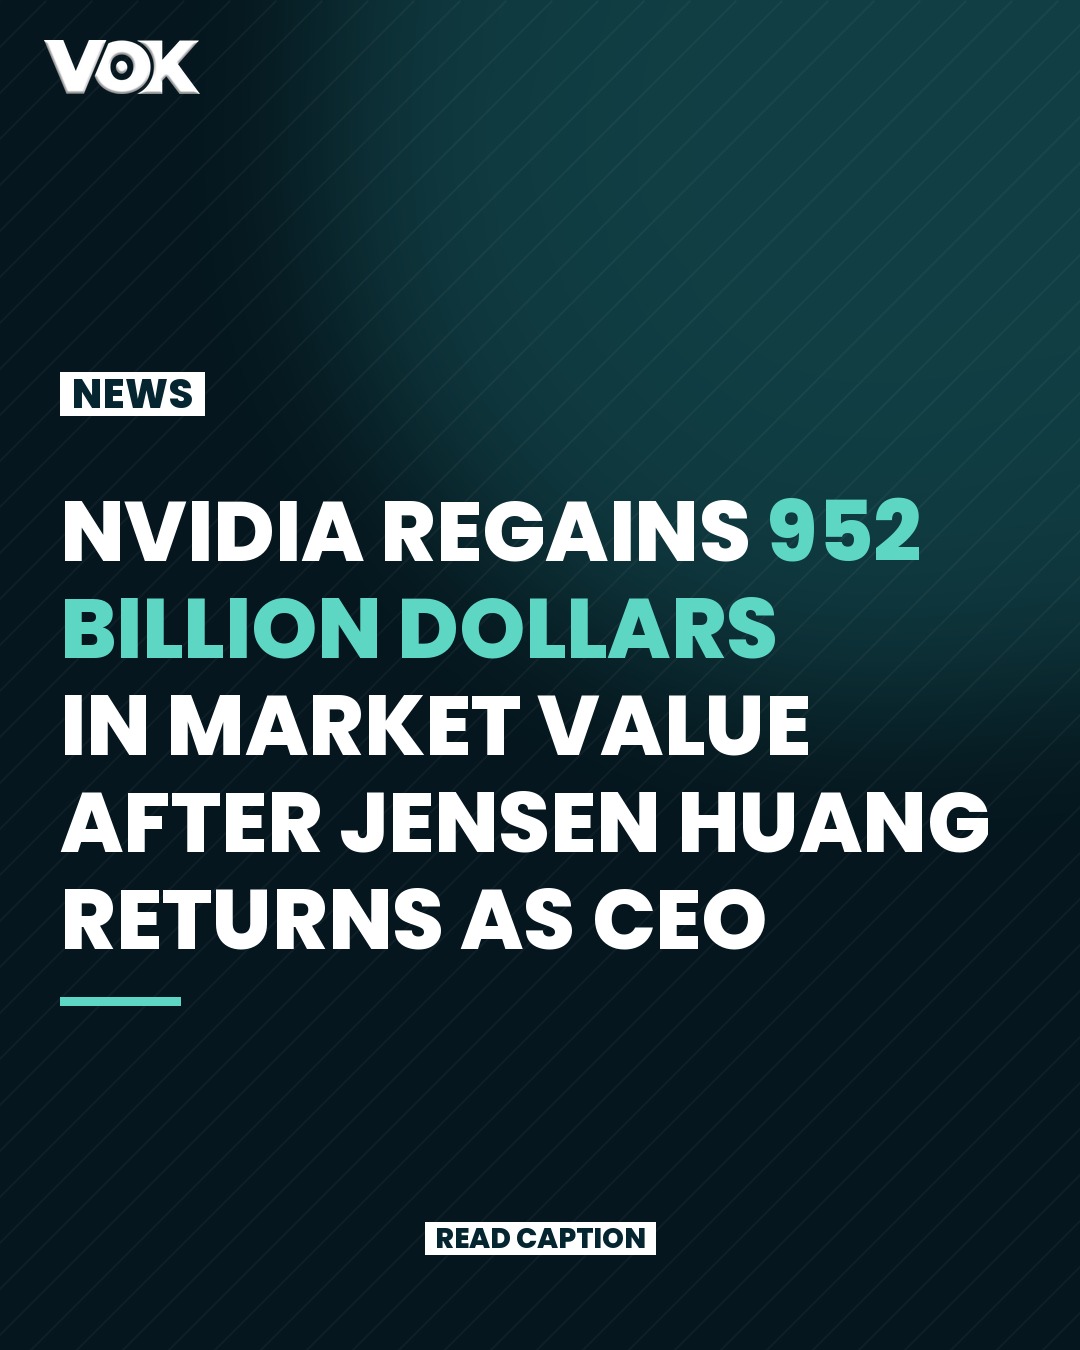 VOK
NEWS
NVIDIA REGAINS 952
BILLION DOLLARS
IN MARKET VALUE
AFTER JENSEN HUANG
RETURNS AS CEO
READ CAPTION